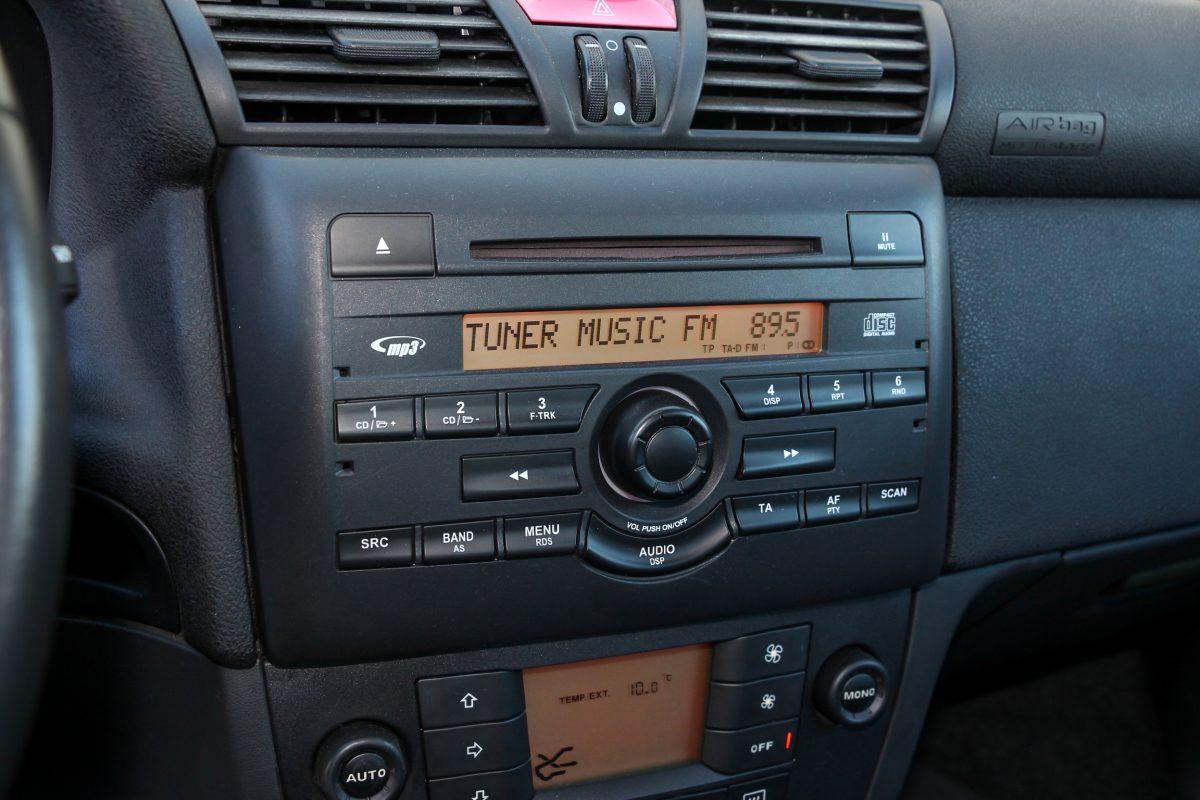 AIRbag
MUTE
TUNER MUSIC FM 89.5
TP TA-D FM I P I
mp3
COMPACT
disc
DIGITAL AUDIO
1
CD/ +
2
CD/ -
3
F-TRK
4
DISP
5
RPT
6
RND
VOL PUSH ON/OFF
SRC
BAND
AS
MENU
RDS
AUDIO
DSP
TA
AF
PTY
SCAN
TEMP. EXT. 10.0 °C
AUTO
OFF
MONO